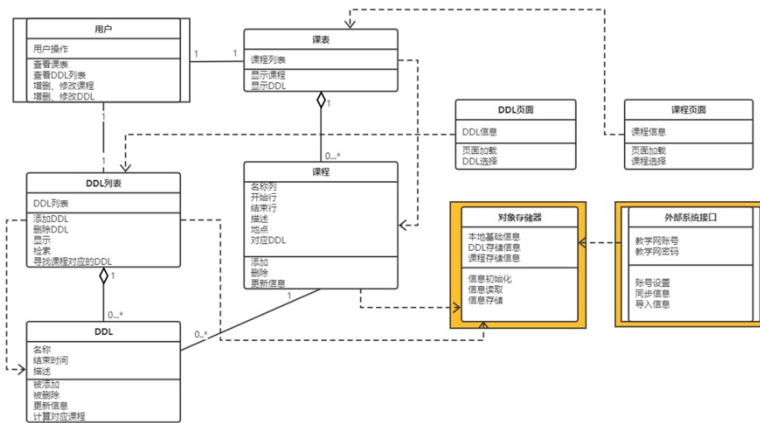 用户
用户操作
查看课表
查看DDL列表
增删、修改课程
增删、修改DDL
1
1
课表
课程列表
显示课程
显示DDL
1
0...*
DDL页面
DDL信息
页面加载
DDL选择
课程页面
课程信息
页面加载
课程选择
1
1
DDL列表
DDL列表
添加DDL
删除DDL
显示
检索
寻找课程对应的DDL
1
0...*
课程
名称列
开始行
结束行
描述
地点
对应DDL
添加
删除
更新信息
1
0..*
对象存储器
本地基础信息
DDL存储信息
课程存储信息
信息初始化
信息读取
信息存储
外部系统接口
教学网账号
教学网密码
账号设置
同步信息
导入信息
DDL
名称
结束时间
描述
被添加
被删除
更新信息
计算对应课程